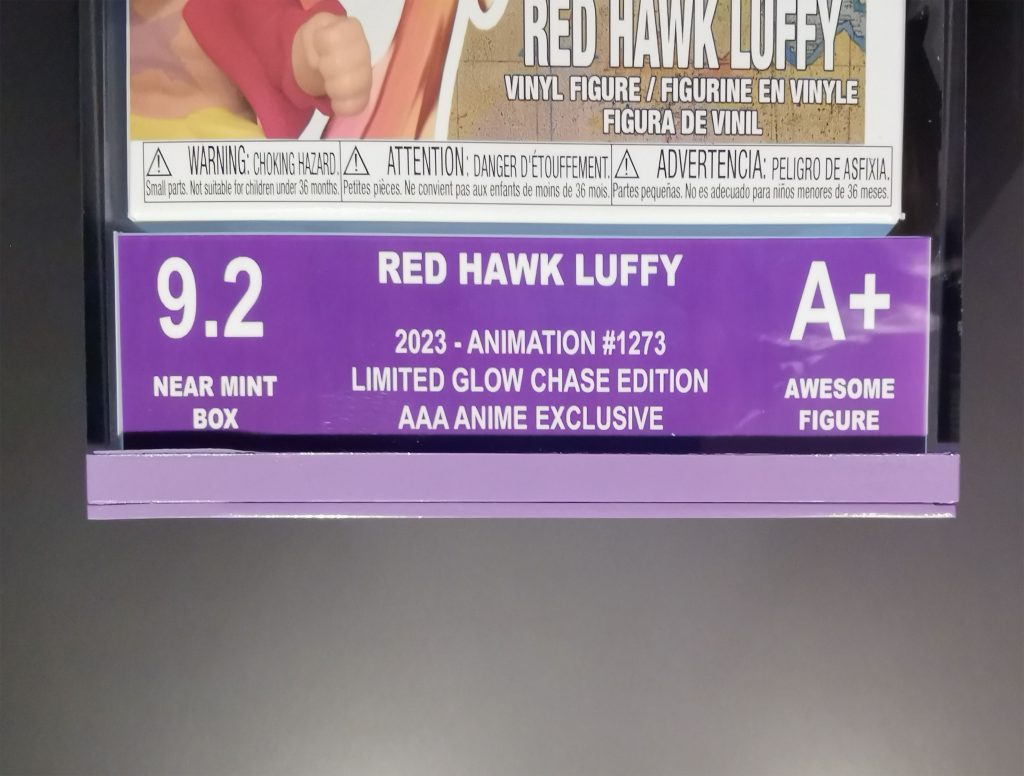 RED HAWK LUFFY
VINYL FIGURE / FIGURINE EN VINYLE
FIGURA DE VINIL
WARNING: CHOKING HAZARD.
Small parts. Not suitable for children under 36 months.
ATTENTION: DANGER D'ÉTOUFFEMENT.
Petites pièces. Ne convient pas aux enfants de moins de 36 mois.
ADVERTENCIA: PELIGRO DE ASFIXIA.
Partes pequeñas. No es adecuado para niños menores de 36 meses.
9.2
NEAR MINT
BOX
RED HAWK LUFFY
2023 - ANIMATION #1273
LIMITED GLOW CHASE EDITION
AAA ANIME EXCLUSIVE
A+
AWESOME
FIGURE